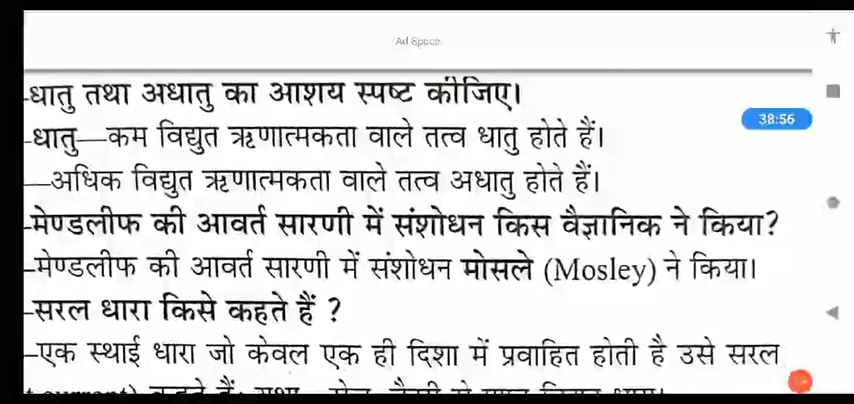 Ad Space
-धातु तथा अधातु का आशय स्पष्ट कीजिए।
38:56
-धातु—कम विद्युत ऋणात्मकता वाले तत्व धातु होते हैं।
—अधिक विद्युत ऋणात्मकता वाले तत्व अधातु होते हैं।
-मेण्डलीफ की आवर्त सारणी में संशोधन किस वैज्ञानिक ने किया?
-मेण्डलीफ की आवर्त सारणी में संशोधन मोसले (Mosley) ने किया।
-सरल धारा किसे कहते हैं ?
-एक स्थाई धारा जो केवल एक ही दिशा में प्रवाहित होती है उसे सरल